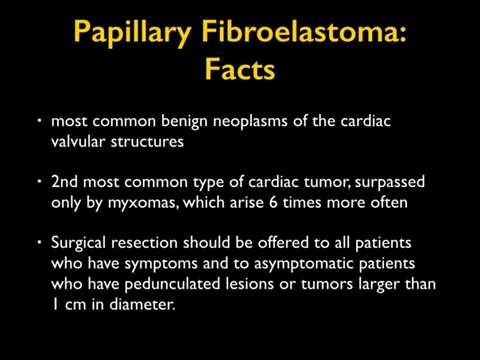 Papillary Fibroelastoma:
Facts
• most common benign neoplasms of the cardiac
valvular structures
• 2nd most common type of cardiac tumor, surpassed
only by myxomas, which arise 6 times more often
• Surgical resection should be offered to all patients
who have symptoms and to asymptomatic patients
who have pedunculated lesions or tumors larger than
1 cm in diameter.